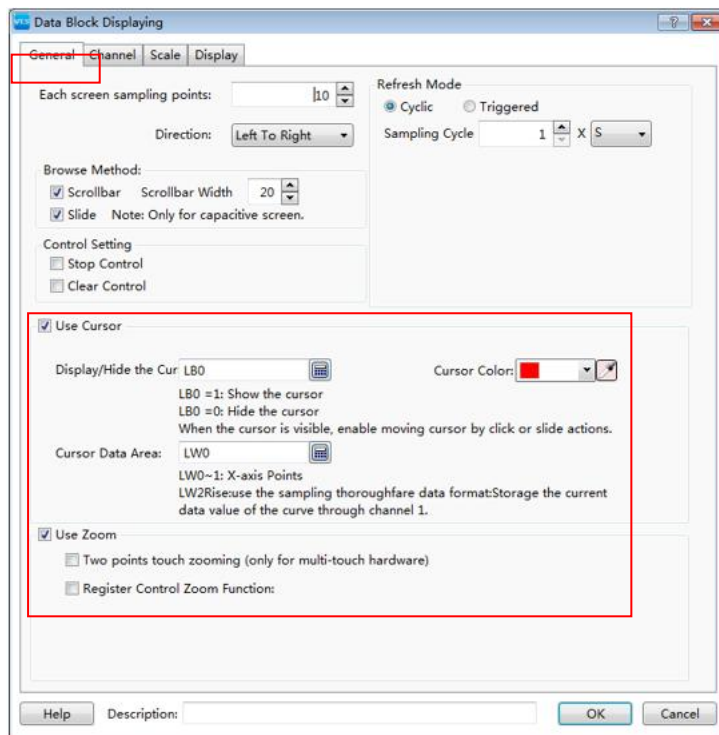 Data Block Displaying
General Channel Scale Display
Each screen sampling points: 10
Direction: Left To Right
Browse Method:
Scrollbar Scrollbar Width 20
Slide Note: Only for capacitive screen.
Control Setting
Stop Control
Clear Control
Refresh Mode
Cyclic Triggered
Sampling Cycle 1 X S
Use Cursor
Display/Hide the Cur LB0 Cursor Color:
LB0 =1: Show the cursor
LB0 =0: Hide the cursor
When the cursor is visible, enable moving cursor by click or slide actions.
Cursor Data Area: LW0
LW0~1: X-axis Points
LW2Rise:use the sampling thoroughfare data format:Storage the current
data value of the curve through channel 1.
Use Zoom
Two points touch zooming (only for multi-touch hardware)
Register Control Zoom Function:
Help Description: OK Cancel